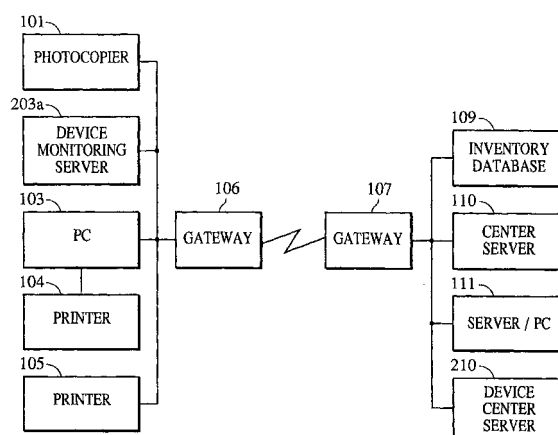 101
PHOTOCOPIER
203a
DEVICE
MONITORING
SERVER
103
PC
104
PRINTER
105
PRINTER
106
GATEWAY
107
GATEWAY
109
INVENTORY
DATABASE
110
CENTER
SERVER
111
SERVER / PC
210
DEVICE
CENTER
SERVER